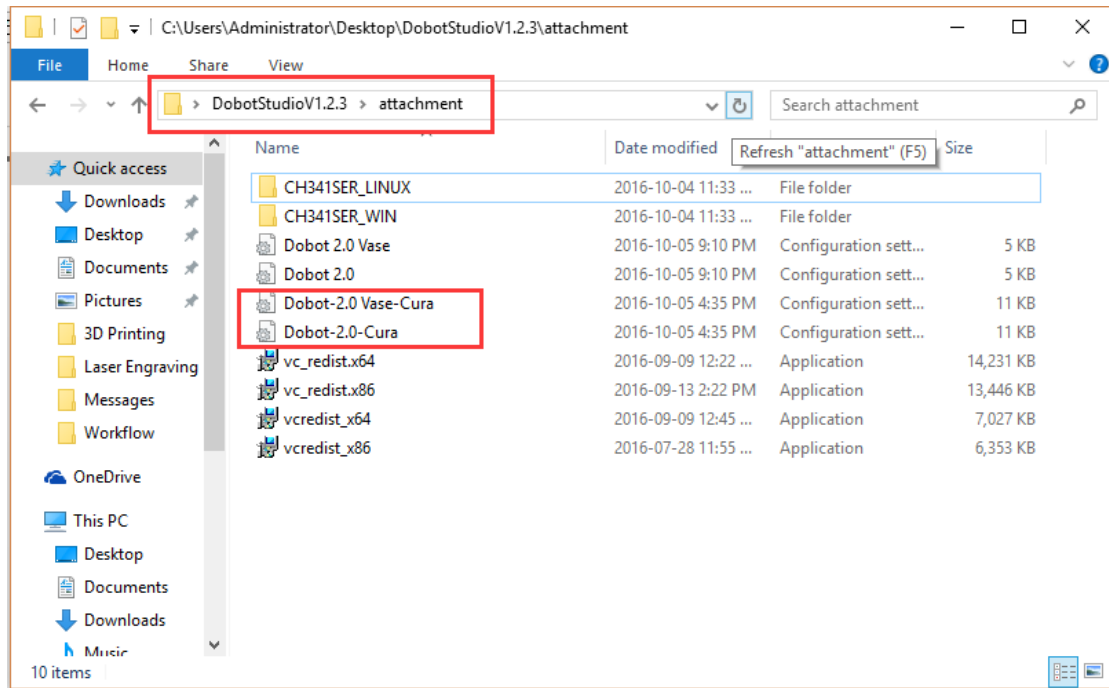 C:\Users\Administrator\Desktop\DobotStudioV1.2.3\attachment
File Home Share View
DobotStudioV1.2.3 > attachment Search attachment
Name Date modified Size
Refresh "attachment" (F5)
Quick access
Downloads
Desktop
Documents
Pictures
3D Printing
Laser Engraving
Messages
Workflow
OneDrive
This PC
Desktop
Documents
Downloads
Music
CH341SER_LINUX 2016-10-04 11:33 ... File folder
CH341SER_WIN 2016-10-04 11:33 ... File folder
Dobot 2.0 Vase 2016-10-05 9:10 PM Configuration sett... 5 KB
Dobot 2.0 2016-10-05 9:10 PM Configuration sett... 5 KB
Dobot-2.0 Vase-Cura 2016-10-05 4:35 PM Configuration sett... 11 KB
Dobot-2.0-Cura 2016-10-05 4:35 PM Configuration sett... 11 KB
vc_redist.x64 2016-09-09 12:22 ... Application 14,231 KB
vc_redist.x86 2016-09-13 2:22 PM Application 13,446 KB
vcredist_x64 2016-09-09 12:45 ... Application 7,027 KB
vcredist_x86 2016-07-28 11:55 ... Application 6,353 KB
10 items